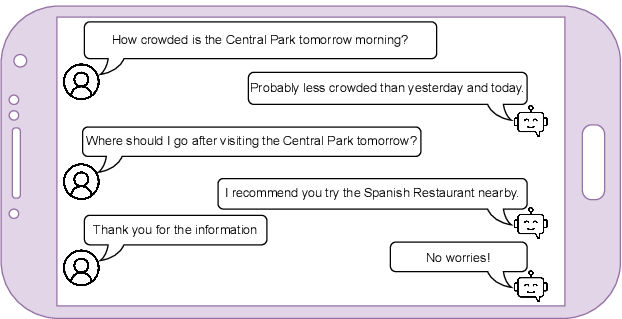 How crowded is the Central Park tomorrow morning?
Probably less crowded than yesterday and today.
Where should I go after visiting the Central Park tomorrow?
I recommend you try the Spanish Restaurant nearby.
Thank you for the information
No worries!